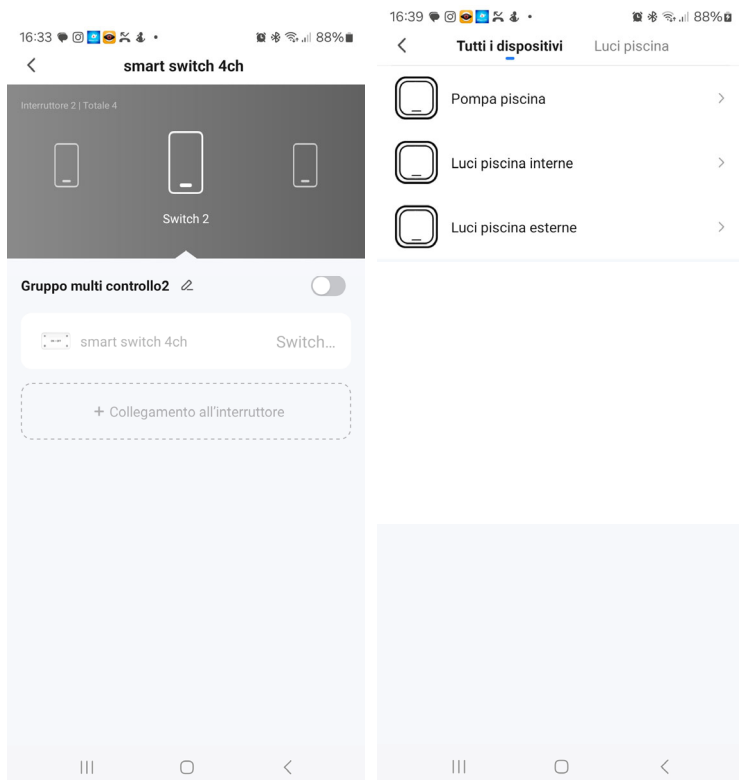 16:33
88%
smart switch 4ch
Interruttore 2 | Totale 4
Switch 2
Gruppo multi controllo2
smart switch 4ch
Switch...
+ Collegamento all'interruttore
16:39
88%
Tutti i dispositivi
Luci piscina
Pompa piscina
Luci piscina interne
Luci piscina esterne